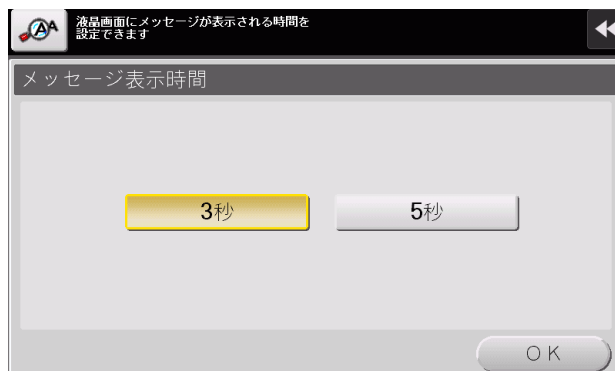 液晶画面にメッセージが表示される時間を
設定できます
メッセージ表示時間
3秒
5秒
OK